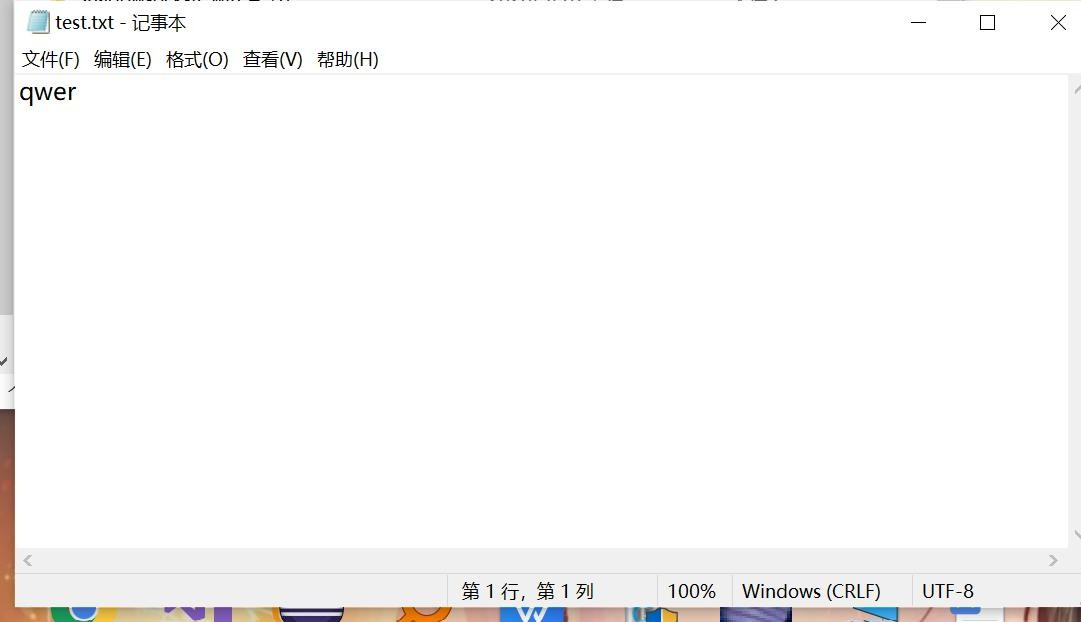 test.txt - 记事本
文件(F) 编辑(E) 格式(O) 查看(V) 帮助(H)
qwer
第 1 行，第 1 列 100% Windows (CRLF) UTF-8